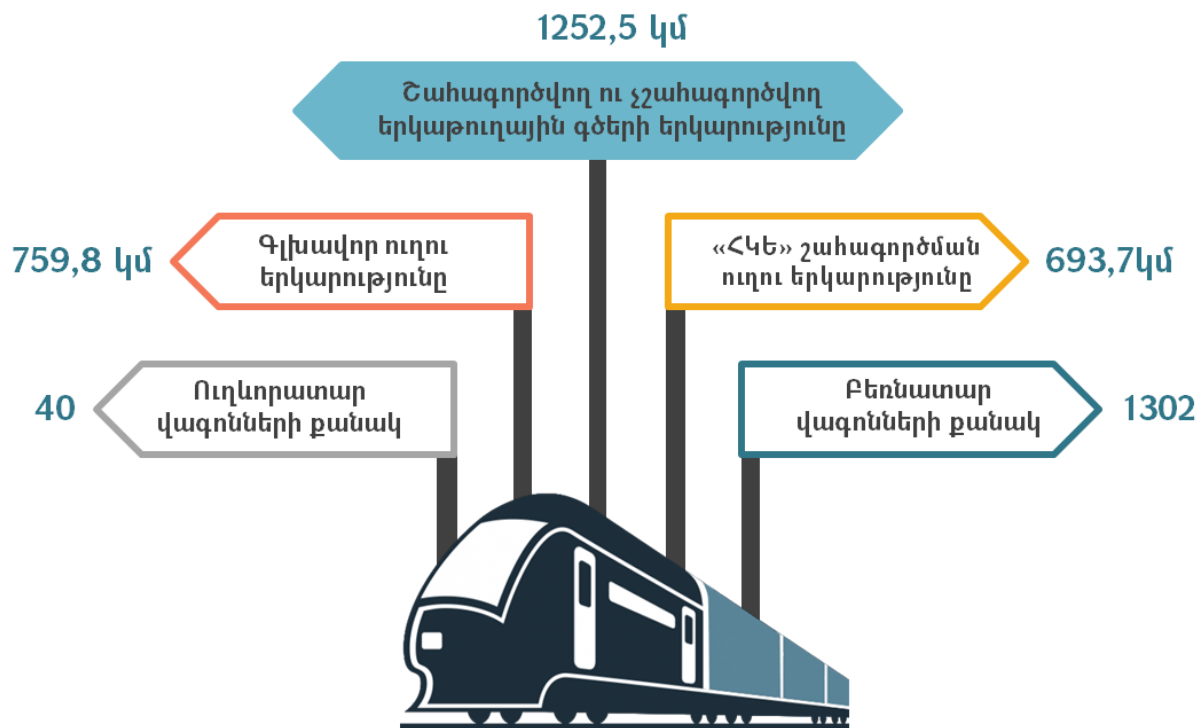 1252,5 կմ
Շահագործվող ու չշահագործվող
երկաթուղային գծերի երկարությունը
759,8 կմ
Գլխավոր ուղու
երկարությունը
«ՀԿԵ» շահագործման
ուղու երկարությունը
693,7կմ
40
Ուղևորատար
վագոնների քանակ
Բեռնատար
վագոնների քանակ
1302